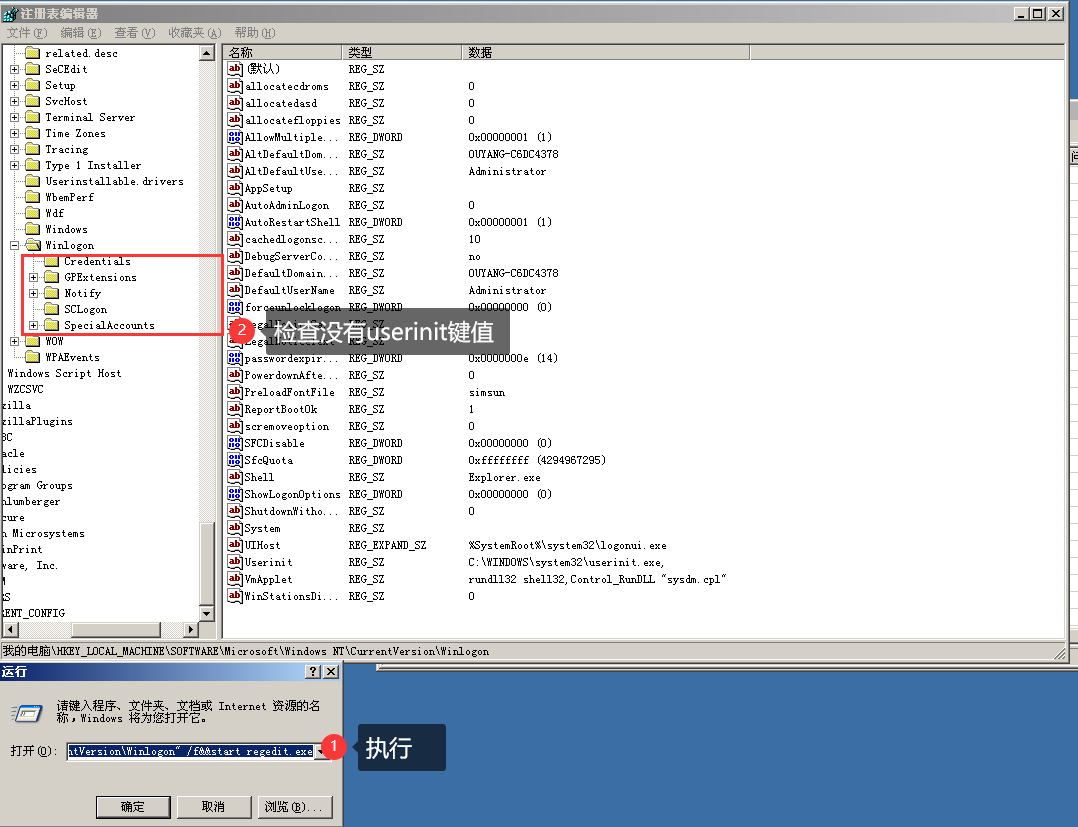 注册表编辑器
文件(F) 编辑(E) 查看(V) 收藏夹(A) 帮助(H)
related.desc
SeCEdit
Setup
SvcHost
Terminal Server
Time Zones
Tracing
Type 1 Installer
Userinstallable.drivers
WbemPerf
Wdf
Windows
Winlogon
Credentials
GPExtensions
Notify
SCLogon
SpecialAccounts
WOW
WPAEvents
Windows Script Host
WZCSVC
zilla
zillaPlugins
BC
acle
licies
ogram Groups
hlumberger
cure
n Microsystems
inPrint
ware, Inc.
RENT_CONFIG
名称 类型 数据
(默认) REG_SZ
allocatecdroms REG_SZ 0
allocatedasd REG_SZ 0
allocatefloppies REG_SZ 0
AllowMultiple... REG_DWORD 0x00000001 (1)
AltDefaultDom... REG_SZ OUYANG-C6DC4378
AltDefaultUse... REG_SZ Administrator
AppSetup REG_SZ
AutoAdminLogon REG_SZ 0
AutoRestartShell REG_DWORD 0x00000001 (1)
cachedlogonsc... REG_SZ 10
DebugServerCo... REG_SZ no
DefaultDomain... REG_SZ OUYANG-C6DC4378
DefaultUserName REG_SZ Administrator
forceunlocklogon REG_DWORD 0x00000000 (0)
2 检查没有userinit键值
passwordexpir... REG_DWORD 0x0000000e (14)
PowerdownAfte... REG_SZ 0
PreloadFontFile REG_SZ simsun
ReportBootOk REG_SZ 1
scremoveoption REG_SZ 0
SFCDisable REG_DWORD 0x00000000 (0)
SfcQuota REG_DWORD 0xffffffff (4294967295)
Shell REG_SZ Explorer.exe
ShowLogonOptions REG_DWORD 0x00000000 (0)
ShutdownWitho... REG_SZ 0
System REG_SZ
UIHost REG_EXPAND_SZ %SystemRoot%\system32\logonui.exe
Userinit REG_SZ C:\WINDOWS\system32\userinit.exe,
VmApplet REG_SZ rundll32 shell32,Control_RunDLL "sysdm.cpl"
WinStationsDi... REG_SZ 0
我的电脑\HKEY_LOCAL_MACHINE\SOFTWARE\Microsoft\Windows NT\CurrentVersion\Winlogon
运行
请键入程序、文件夹、文档或 Internet 资源的名
称,Windows 将为您打开它。
打开(O): ntVersion\Winlogon" /f&&start regedit.exe
1 执行
确定 取消 浏览(B)...